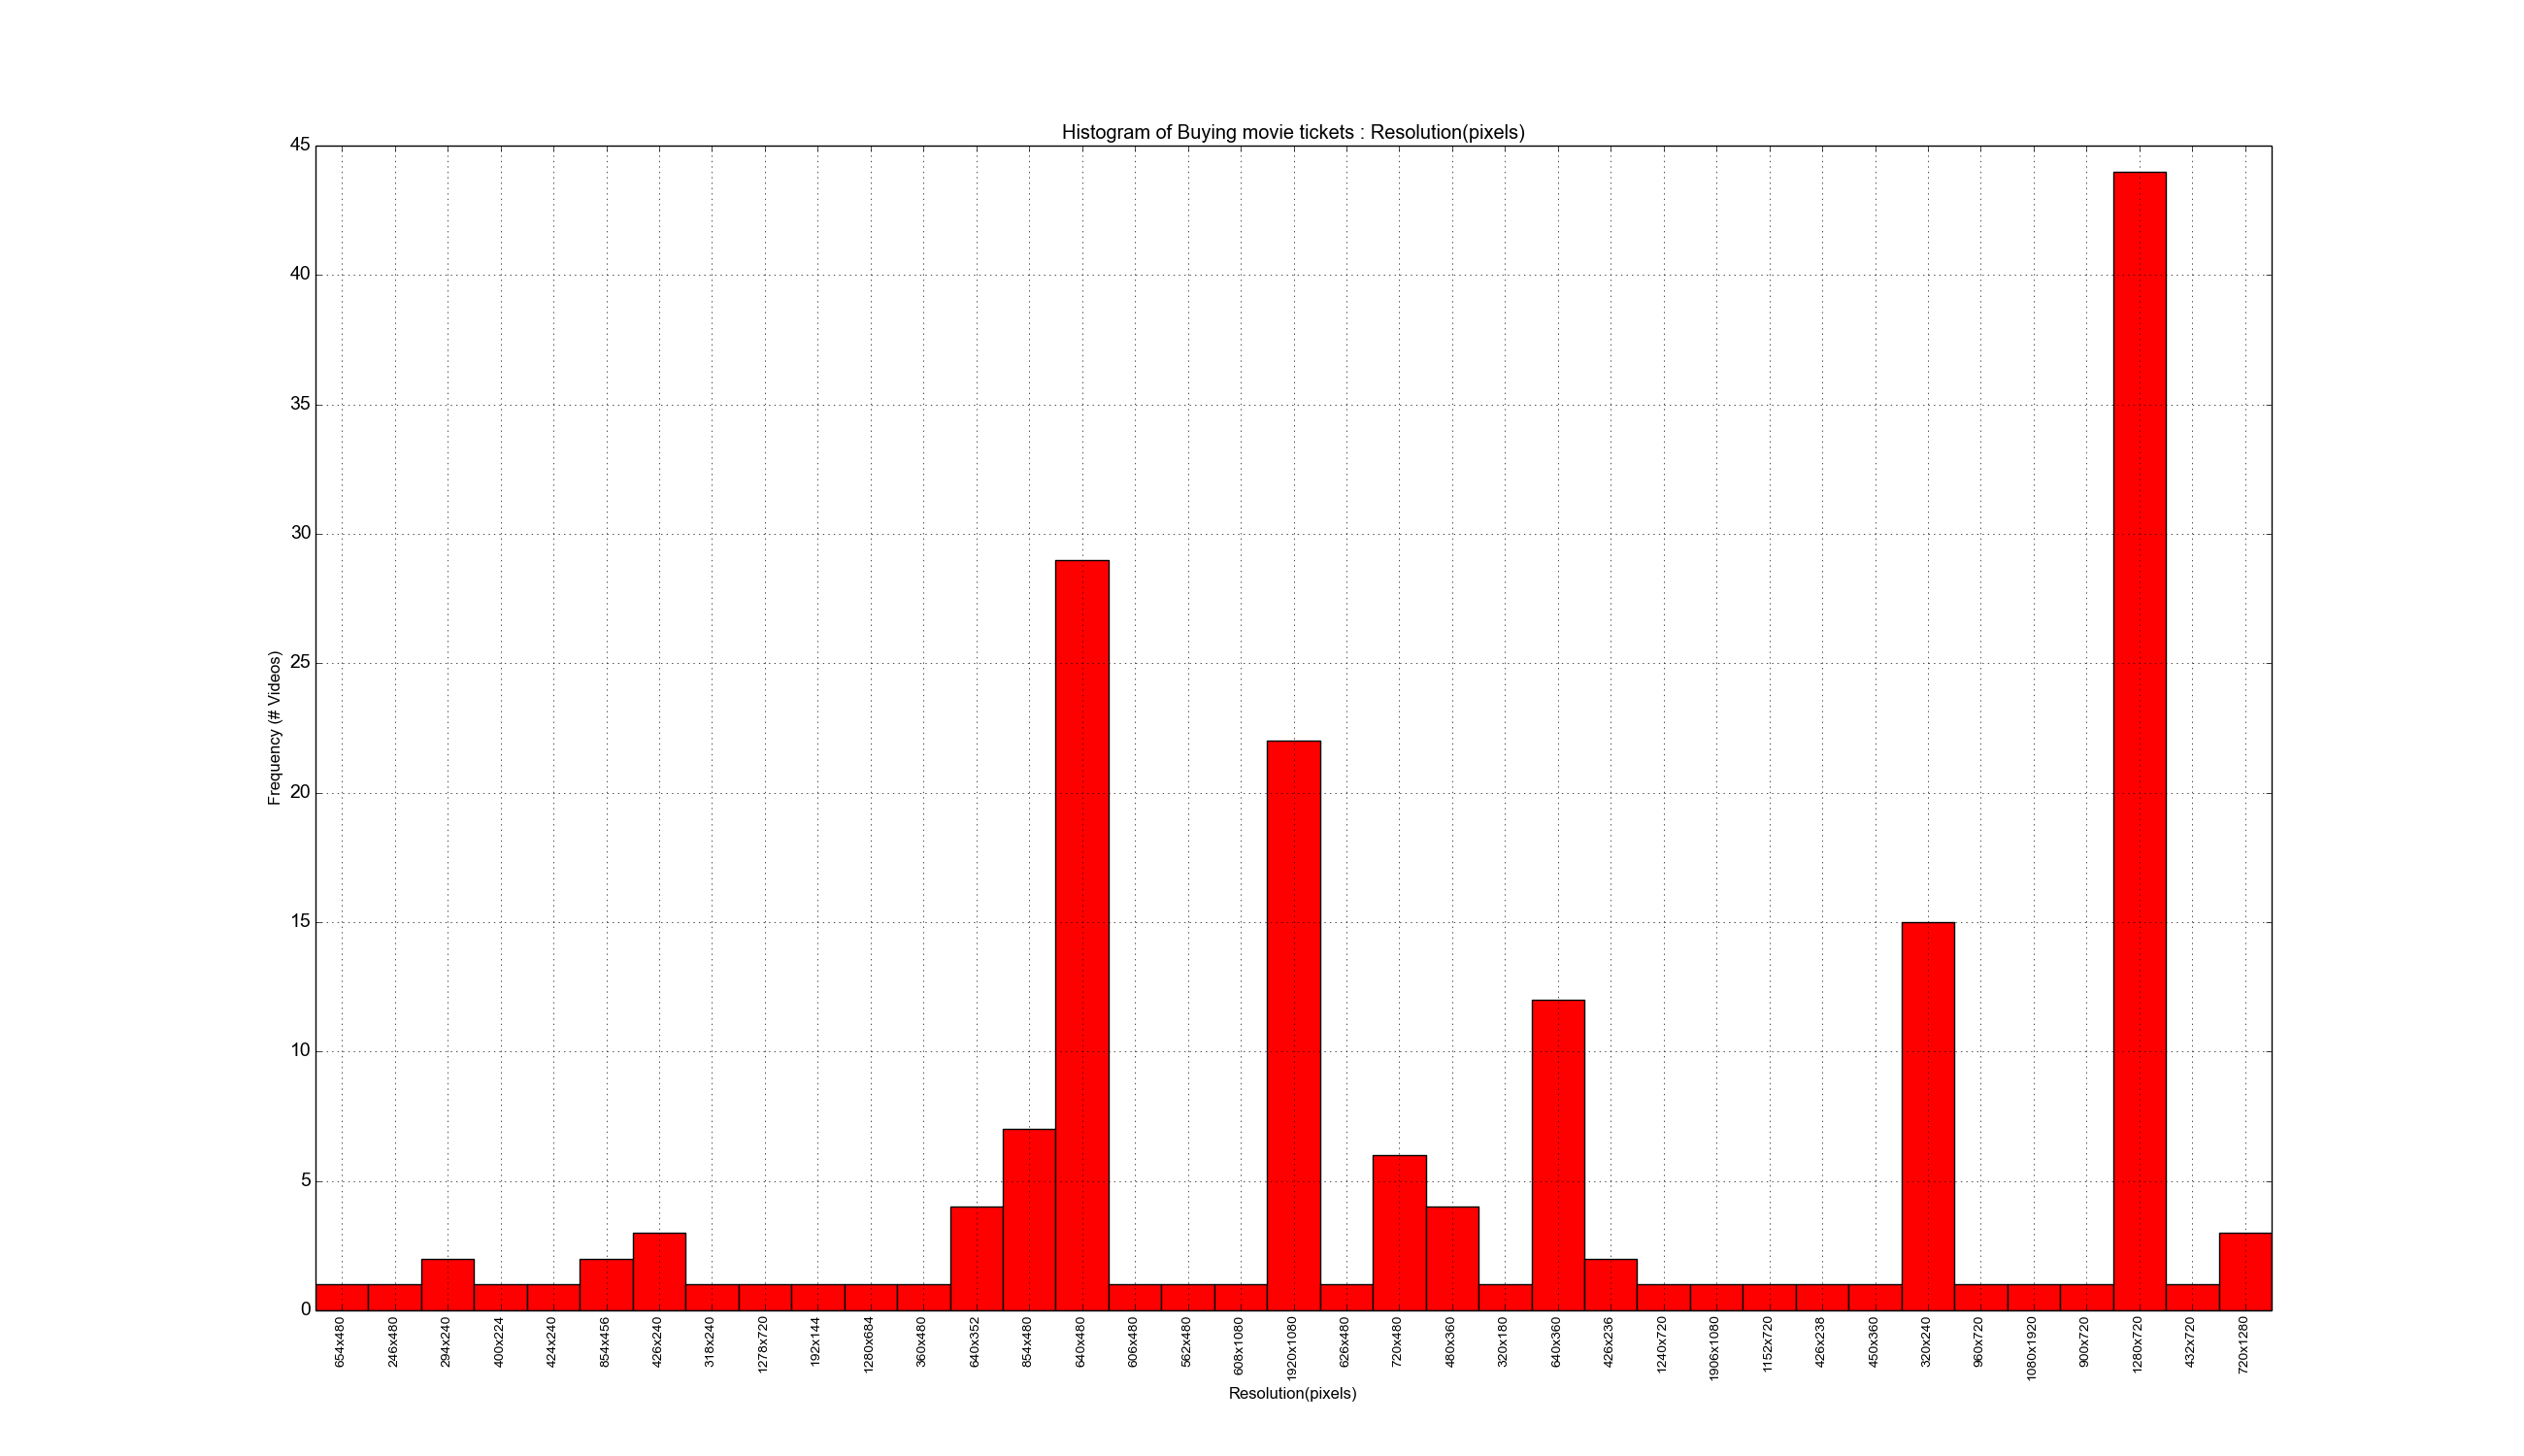 Histogram of Buying movie tickets : Resolution(pixels)
45
40
35
30
25
20
15
10
5
0
Frequency (# Videos)
654x480
246x480
294x240
400x224
424x240
854x456
426x240
318x240
1278x720
192x144
1280x684
360x480
640x352
854x480
640x480
606x480
562x480
608x1080
1920x1080
626x480
720x480
480x360
320x180
640x360
426x236
1240x720
1906x1080
1152x720
426x238
450x360
320x240
960x720
1080x1920
900x720
1280x720
432x720
720x1280
Resolution(pixels)